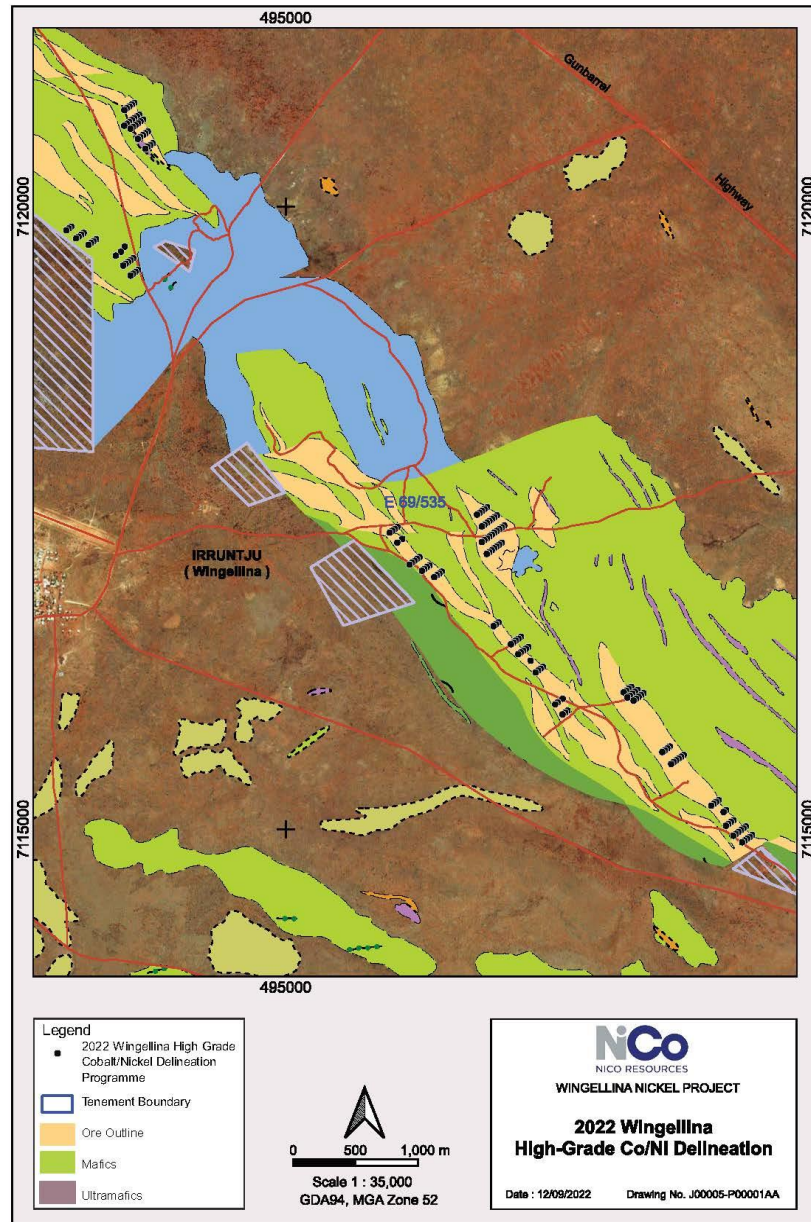 495000
Gunbarrel
Highway
7120000
7120000
E 69/535
IRRUNTJU
( Wingellina )
7115000
7115000
495000
Legend
2022 Wingellina High Grade
Cobalt/Nickel Delineation
Programme
Tenement Boundary
Ore Outline
Mafics
Ultramafics
0 500 1,000 m
Scale 1 : 35,000
GDA94, MGA Zone 52
NiCo
NICO RESOURCES
WINGELLINA NICKEL PROJECT
2022 Wingellina
High-Grade Co/Ni Delineation
Date : 12/09/2022 Drawing No. J00005-P00001AA